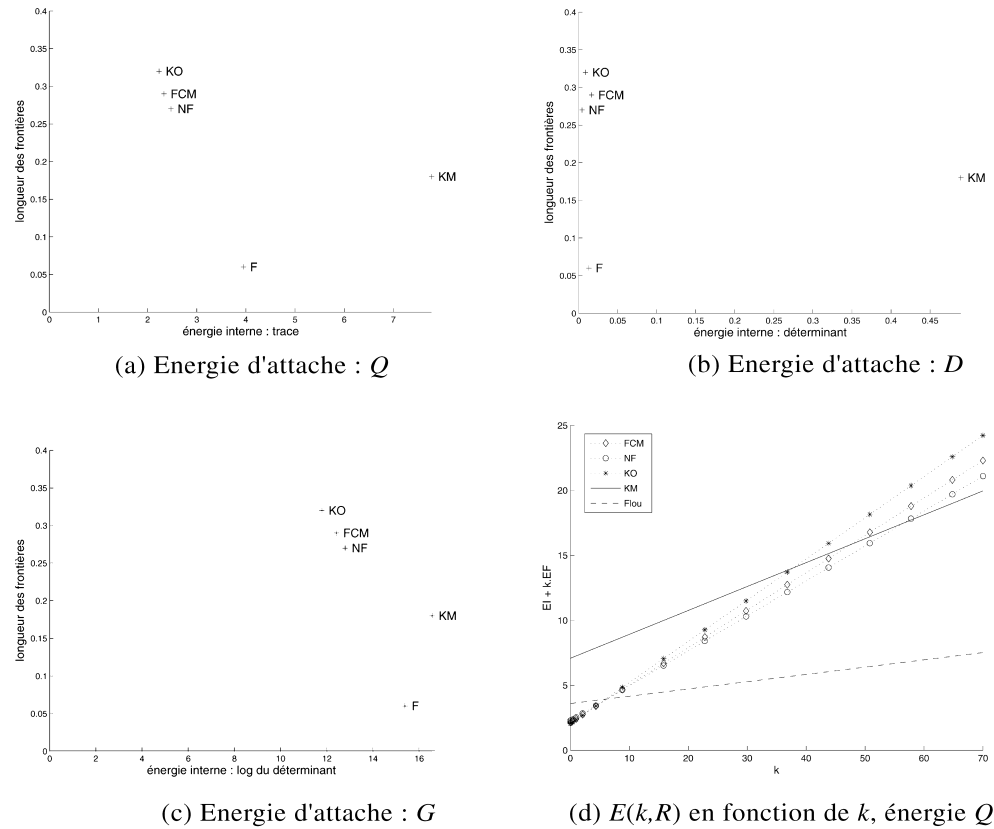 0.4
0.35
0.3
0.25
0.2
0.15
0.1
0.05
0
longueur des frontières
KO
FCM
NF
KM
F
0 1 2 3 4 5 6 7
énergie interne : trace
(a) Energie d'attache : Q
0.4
0.35
0.3
0.25
0.2
0.15
0.1
0.05
0
longueur des frontières
KO
FCM
NF
KM
F
0 0.05 0.1 0.15 0.2 0.25 0.3 0.35 0.4 0.45
énergie interne : déterminant
(b) Energie d'attache : D
0.4
0.35
0.3
0.25
0.2
0.15
0.1
0.05
0
longueur des frontières
KO
FCM
NF
KM
F
0 2 4 6 8 10 12 14 16
énergie interne : log du déterminant
(c) Energie d'attache : G
25
20
15
10
5
0
EI + k.EF
FCM
NF
KO
KM
Flou
0 10 20 30 40 50 60 70
k
(d) E(k,R) en fonction de k, énergie Q